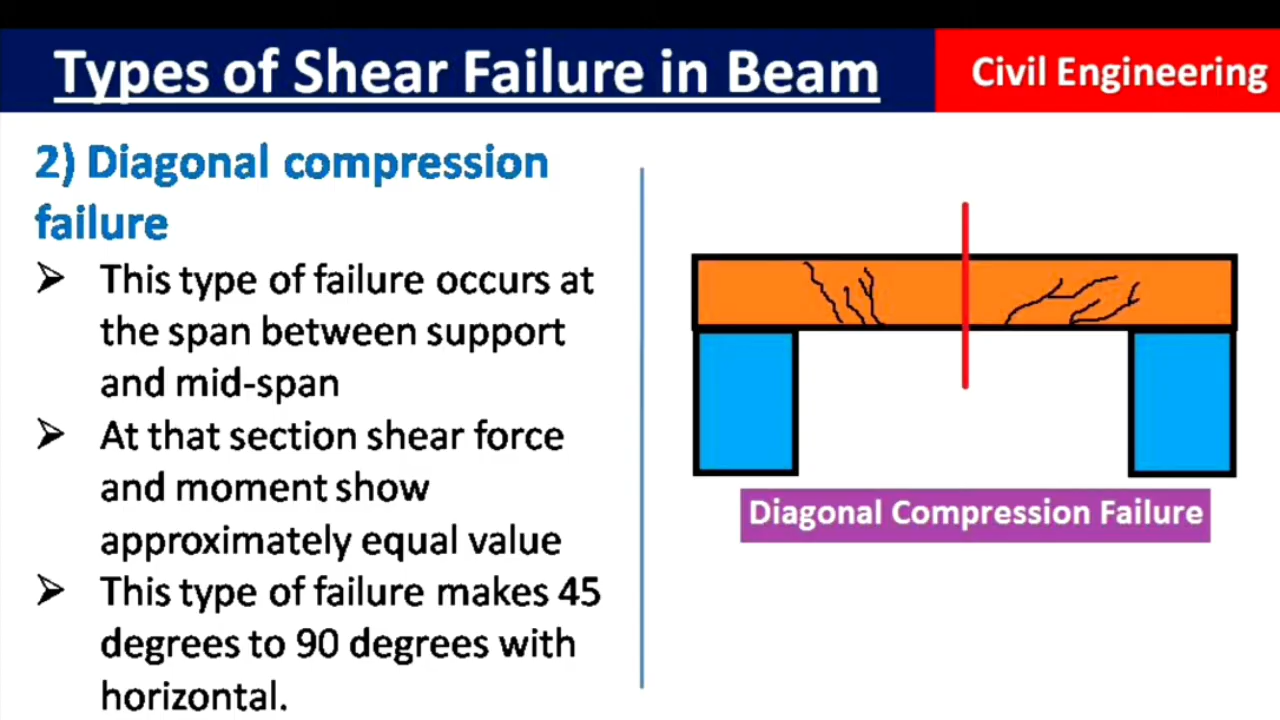 Types of Shear Failure in Beam
Civil Engineering
2) Diagonal compression
failure
➢ This type of failure occurs at
the span between support
and mid-span
➢ At that section shear force
and moment show
approximately equal value
➢ This type of failure makes 45
degrees to 90 degrees with
horizontal.
Diagonal Compression Failure